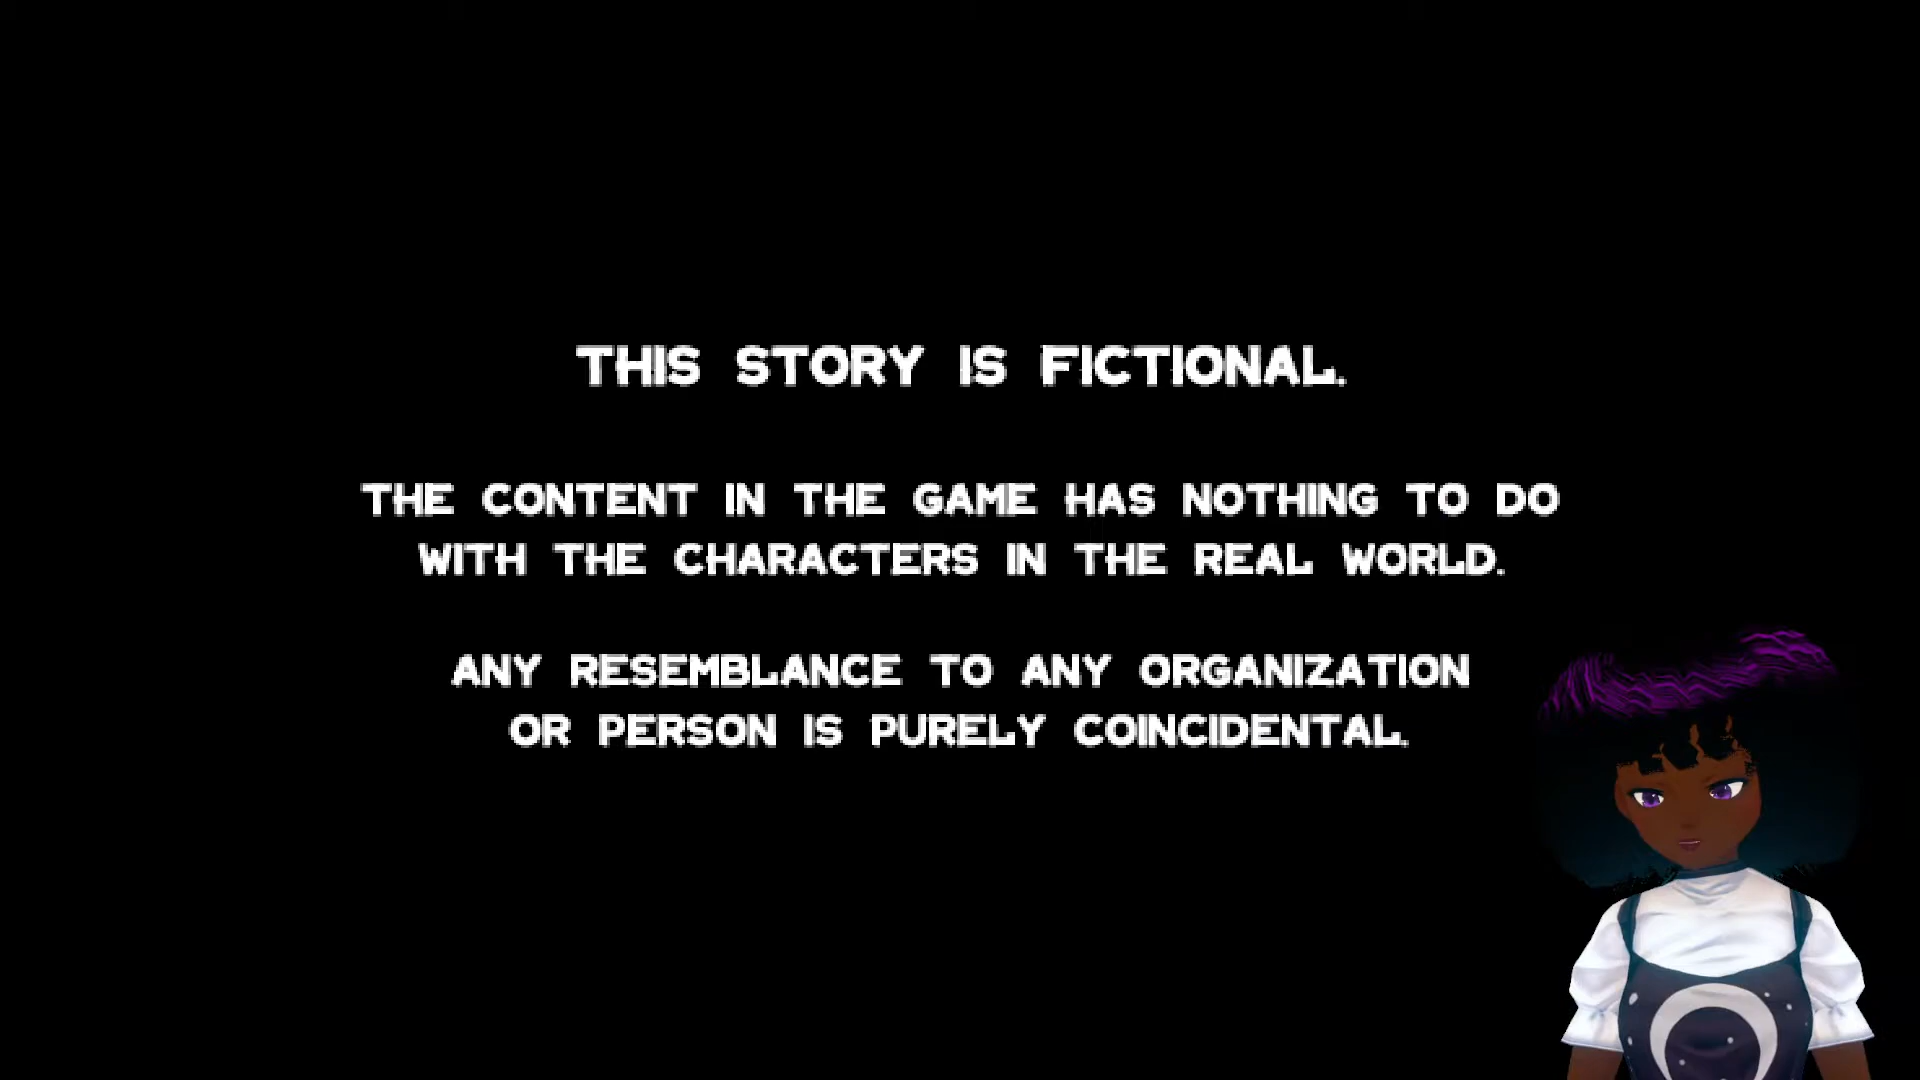 THIS STORY IS FICTIONAL.
THE CONTENT IN THE GAME HAS NOTHING TO DO
WITH THE CHARACTERS IN THE REAL WORLD.
ANY RESEMBLANCE TO ANY ORGANIZATION
OR PERSON IS PURELY COINCIDENTAL.